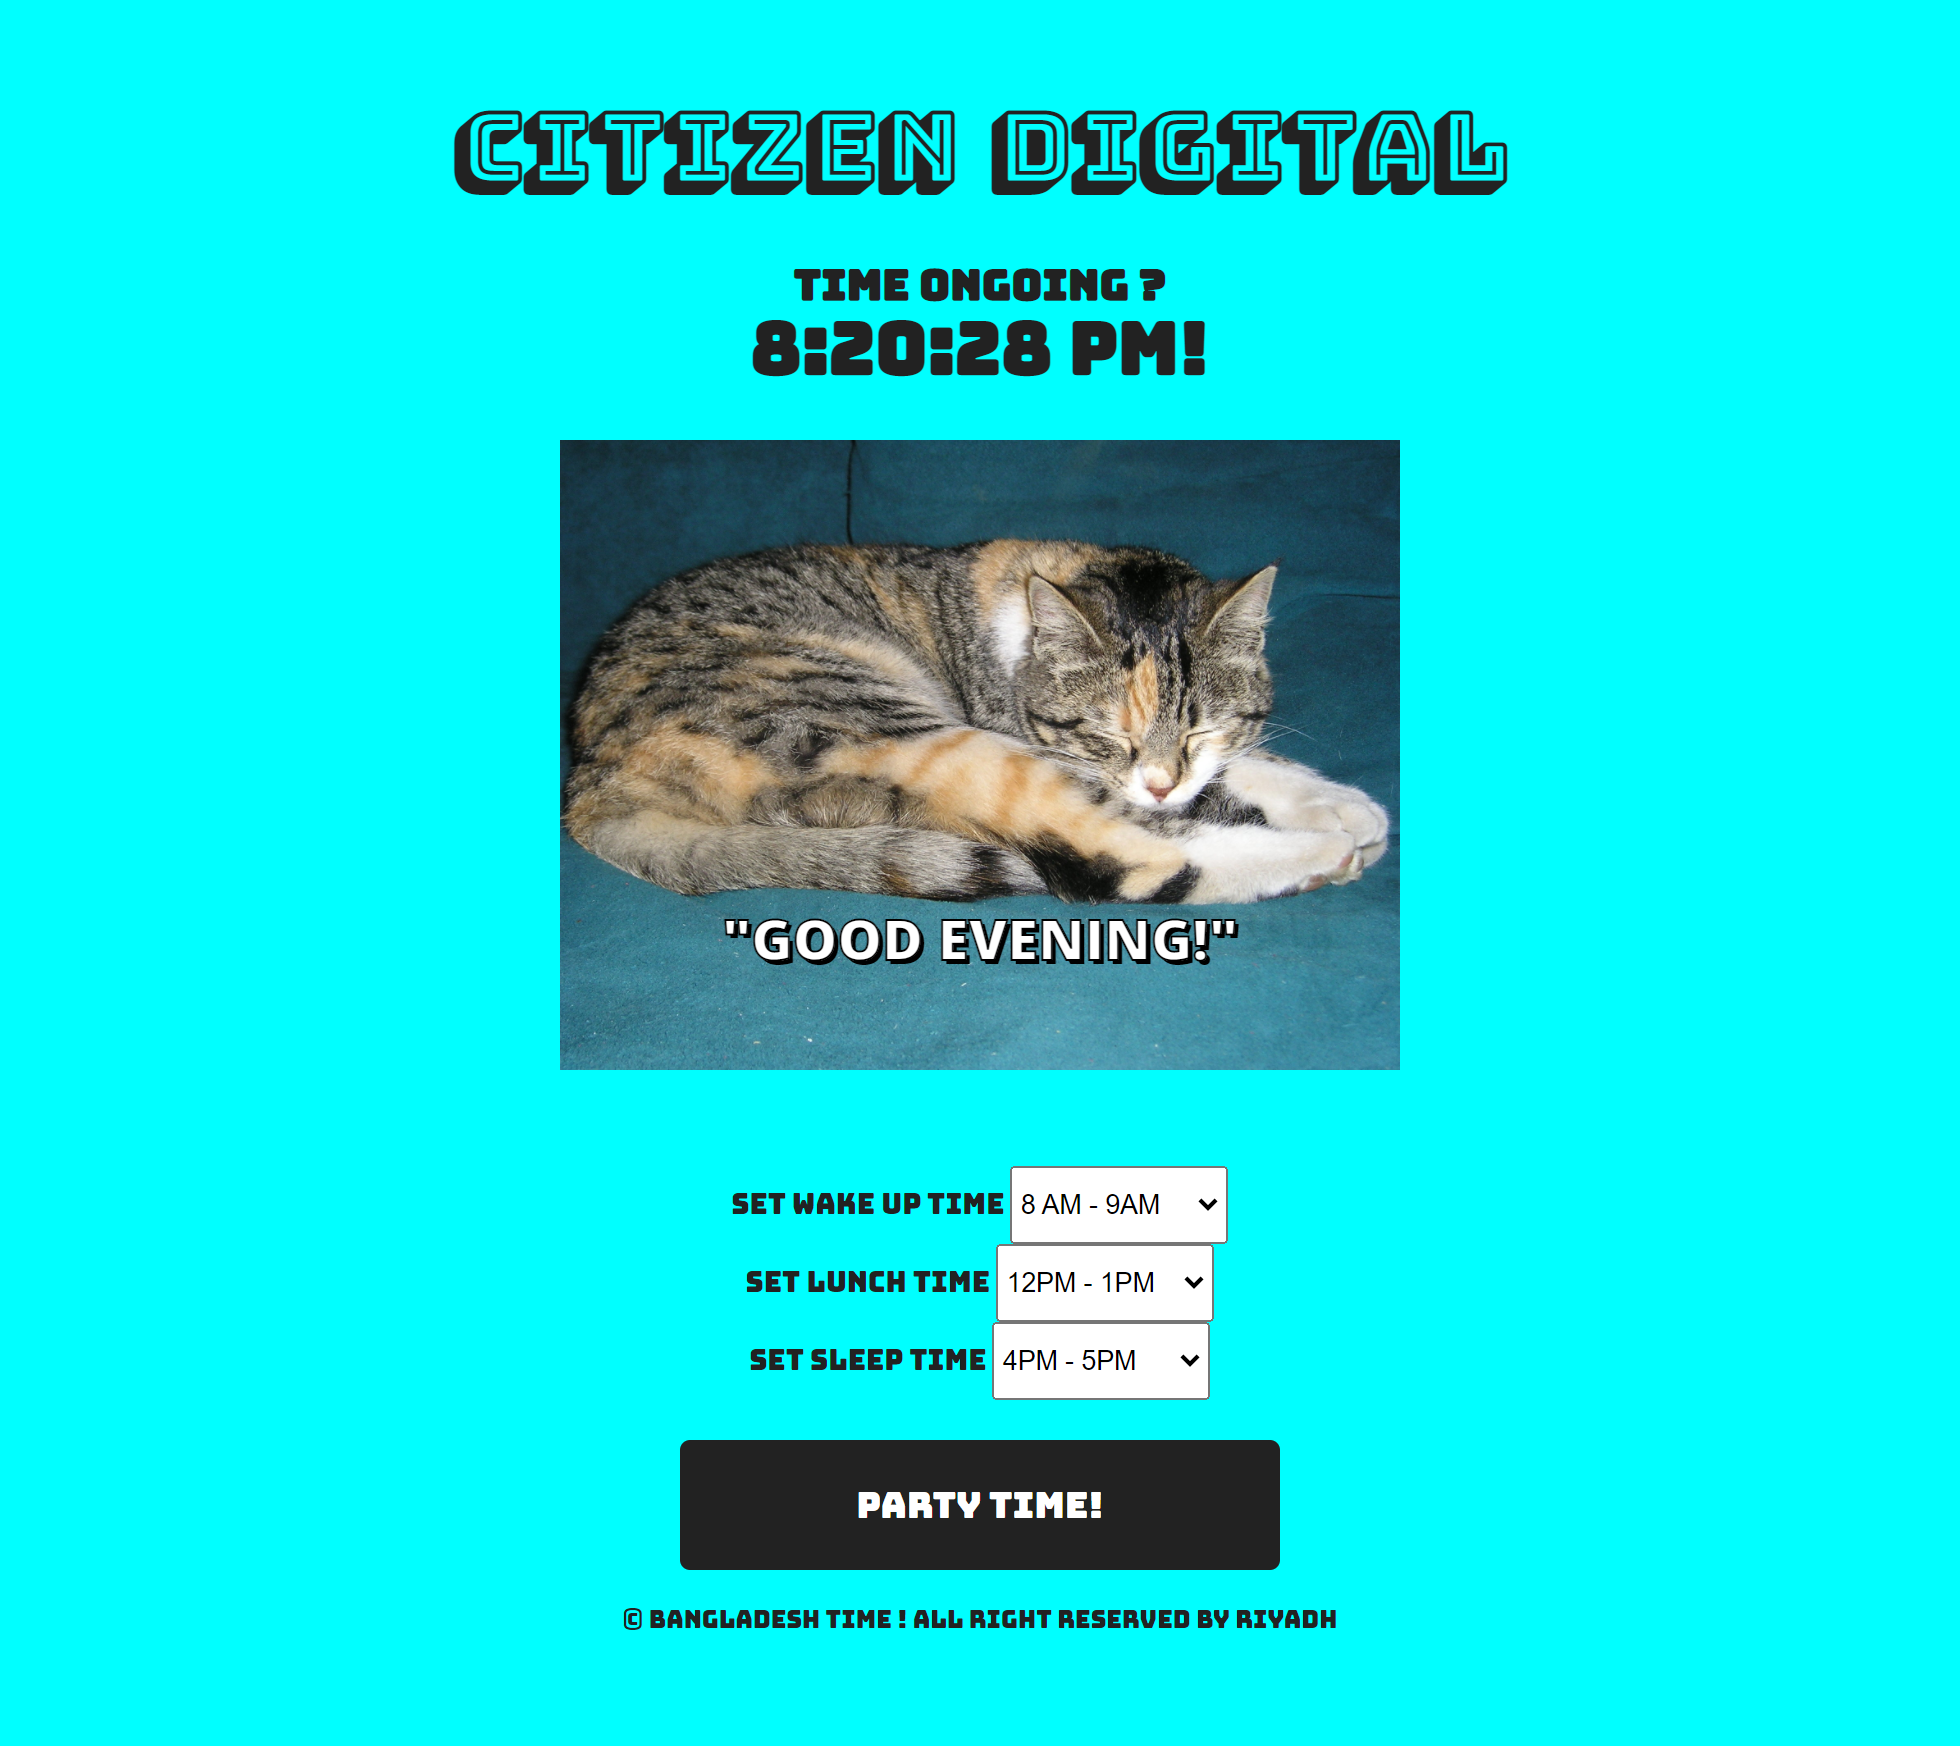 CITIZEN DIGITAL
TIME ONGOING ?
8:20:28 PM!
"GOOD EVENING!"
SET WAKE UP TIME 8 AM - 9AM
SET LUNCH TIME 12PM - 1PM
SET SLEEP TIME 4PM - 5PM
PARTY TIME!
© BANGLADESH TIME ! ALL RIGHT RESERVED BY RIYADH